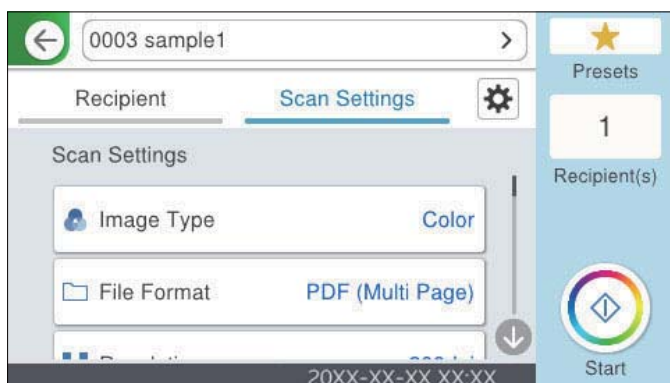 0003 sample1
Presets
Recipient
Scan Settings
1
Recipient(s)
Scan Settings
Image Type
Color
File Format
PDF (Multi Page)
20XX-XX-XX XX:XX
Start